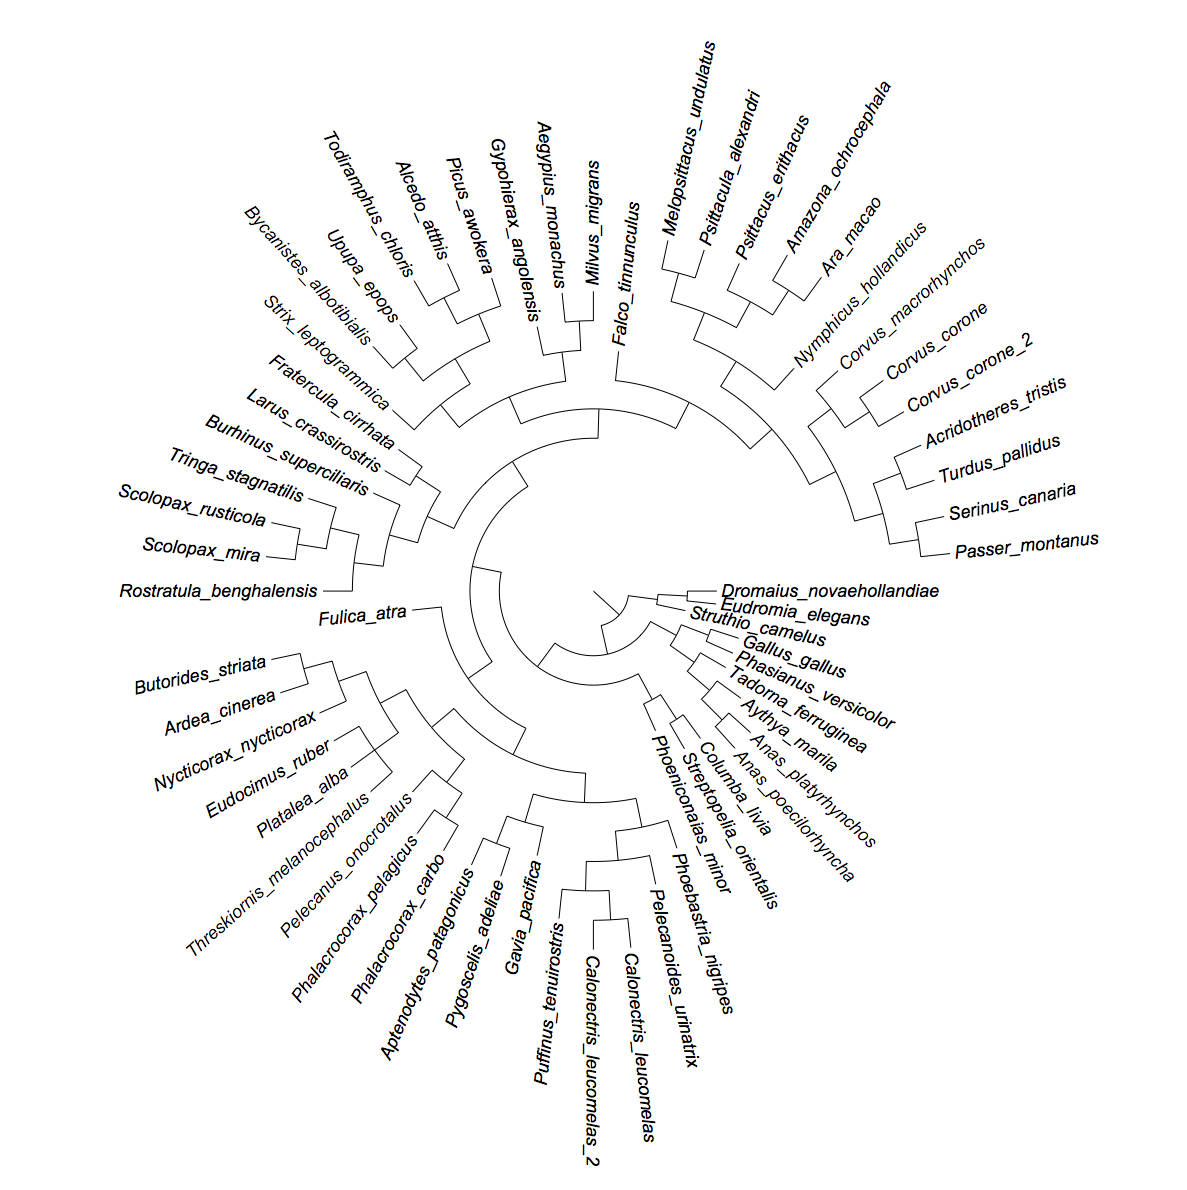 Melopsittacus_undulatus
Psittacula_alexandri
Psittacus_erithacus
Amazona_ochrocephala
Ara_macao
Nymphicus_hollandicus
Corvus_macrorhynchos
Corvus_corone
Corvus_corone_2
Acridotheres_tristis
Turdus_pallidus
Serinus_canaria
Passer_montanus
Dromaius_novaehollandiae
Eudromia_elegans
Struthio_camelus
Gallus_gallus
Phasianus_versicolor
Tadorna_ferruginea
Aythya_marila
Anas_platyrhynchos
Anas_poecilorhyncha
Columba_livia
Streptopelia_orientalis
Phoeniconaias_minor
Phoebastria_nigripes
Pelecanoides_urinatrix
Calonectris_leucomelas
Calonectris_leucomelas_2
Puffinus_tenuirostris
Gavia_pacifica
Pygoscelis_adeliae
Aptenodytes_patagonicus
Phalacrocorax_carbo
Phalacrocorax_pelagicus
Pelecanus_onocrotalus
Threskiornis_melanocephalus
Platalea_alba
Eudocimus_ruber
Nycticorax_nycticorax
Ardea_cinerea
Butorides_striata
Fulica_atra
Rostratula_benghalensis
Scolopax_mira
Scolopax_rusticola
Tringa_stagnatilis
Burhinus_superciliaris
Larus_crassirostris
Fratercula_cirrhata
Strix_leptogrammica
Bycanistes_albotibialis
Upupa_epops
Todiramphus_chloris
Alcedo_atthis
Picus_awokera
Gypohierax_angolensis
Aegypius_monachus
Milvus_migrans
Falco_tinnunculus